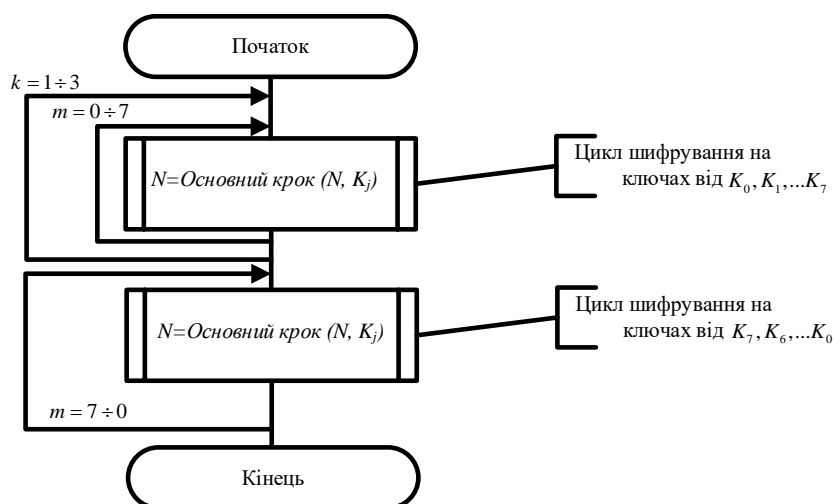 Початок
k = 1 ÷ 3
m = 0 ÷ 7
N=Основний крок (N, Kj)
Цикл шифрування на
ключах від K0, K1,...K7
N=Основний крок (N, Kj)
Цикл шифрування на
ключах від K7, K6,...K0
m = 7 ÷ 0
Кінець